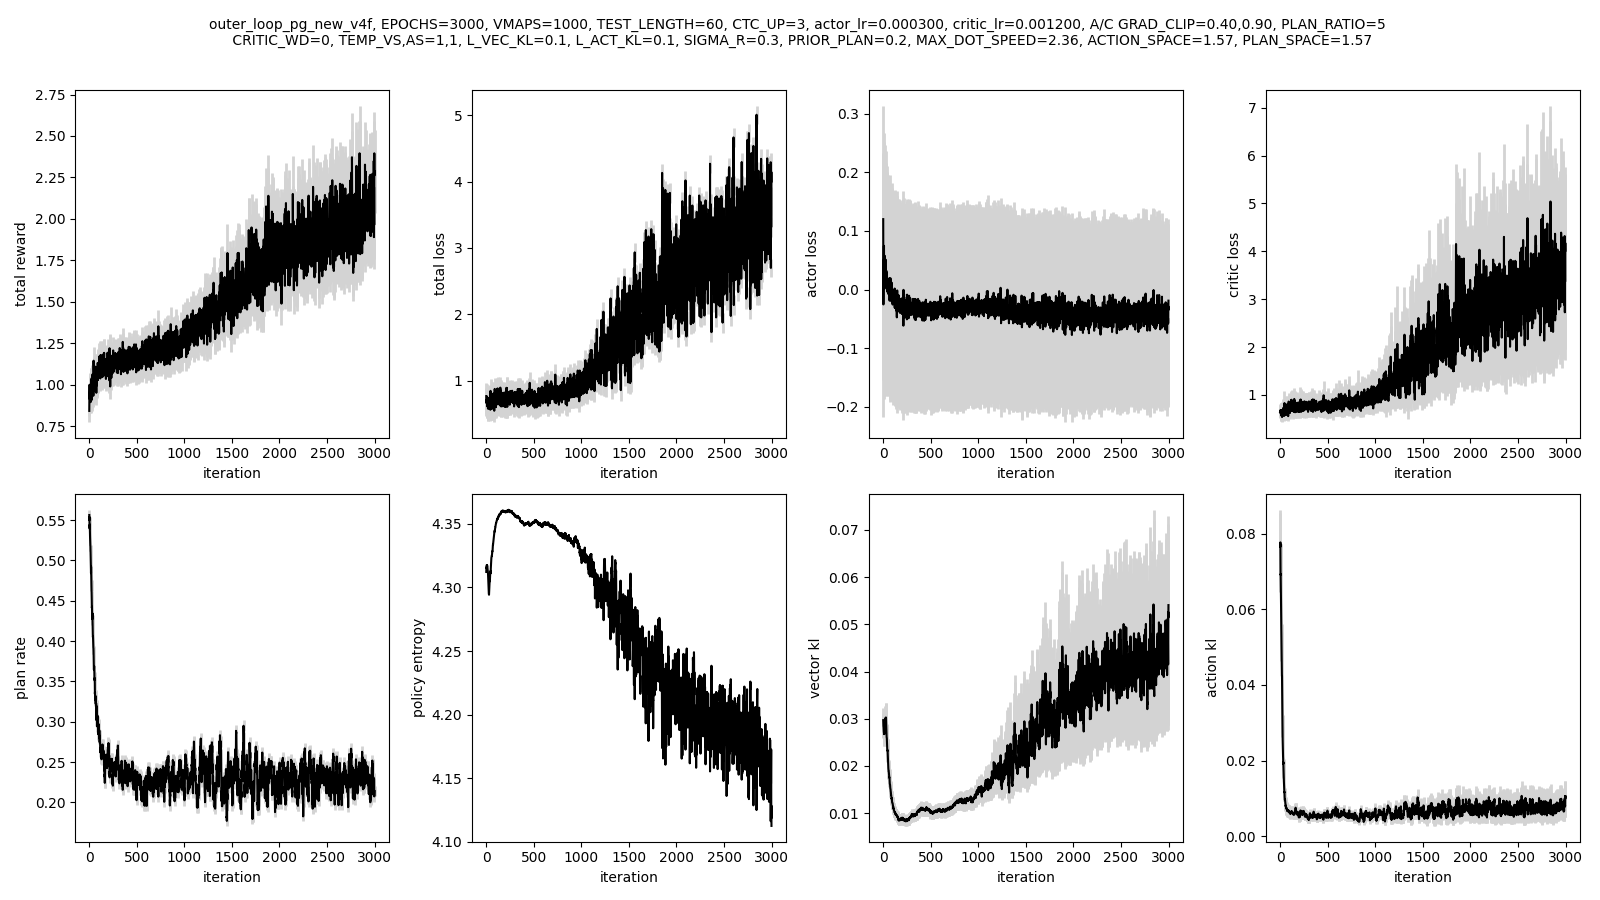 outer_loop_pg_new_v4f, EPOCHS=3000, VMAPS=1000, TEST_LENGTH=60, CTC_UP=3, actor_lr=0.000300, critic_lr=0.001200, A/C GRAD_CLIP=0.40,0.90, PLAN_RATIO=5
CRITIC_WD=0, TEMP_VS,AS=1,1, L_VEC_KL=0.1, L_ACT_KL=0.1, SIGMA_R=0.3, PRIOR_PLAN=0.2, MAX_DOT_SPEED=2.36, ACTION_SPACE=1.57, PLAN_SPACE=1.57
total reward
2.75
2.50
2.25
2.00
1.75
1.50
1.25
1.00
0.75
0 500 1000 1500 2000 2500 3000
iteration
total loss
5
4
3
2
1
0 500 1000 1500 2000 2500 3000
iteration
actor loss
0.3
0.2
0.1
0.0
−0.1
−0.2
0 500 1000 1500 2000 2500 3000
iteration
critic loss
7
6
5
4
3
2
1
0 500 1000 1500 2000 2500 3000
iteration
plan rate
0.55
0.50
0.45
0.40
0.35
0.30
0.25
0.20
0 500 1000 1500 2000 2500 3000
iteration
policy entropy
4.35
4.30
4.25
4.20
4.15
4.10
0 500 1000 1500 2000 2500 3000
iteration
vector kl
0.07
0.06
0.05
0.04
0.03
0.02
0.01
0 500 1000 1500 2000 2500 3000
iteration
action kl
0.08
0.06
0.04
0.02
0.00
0 500 1000 1500 2000 2500 3000
iteration